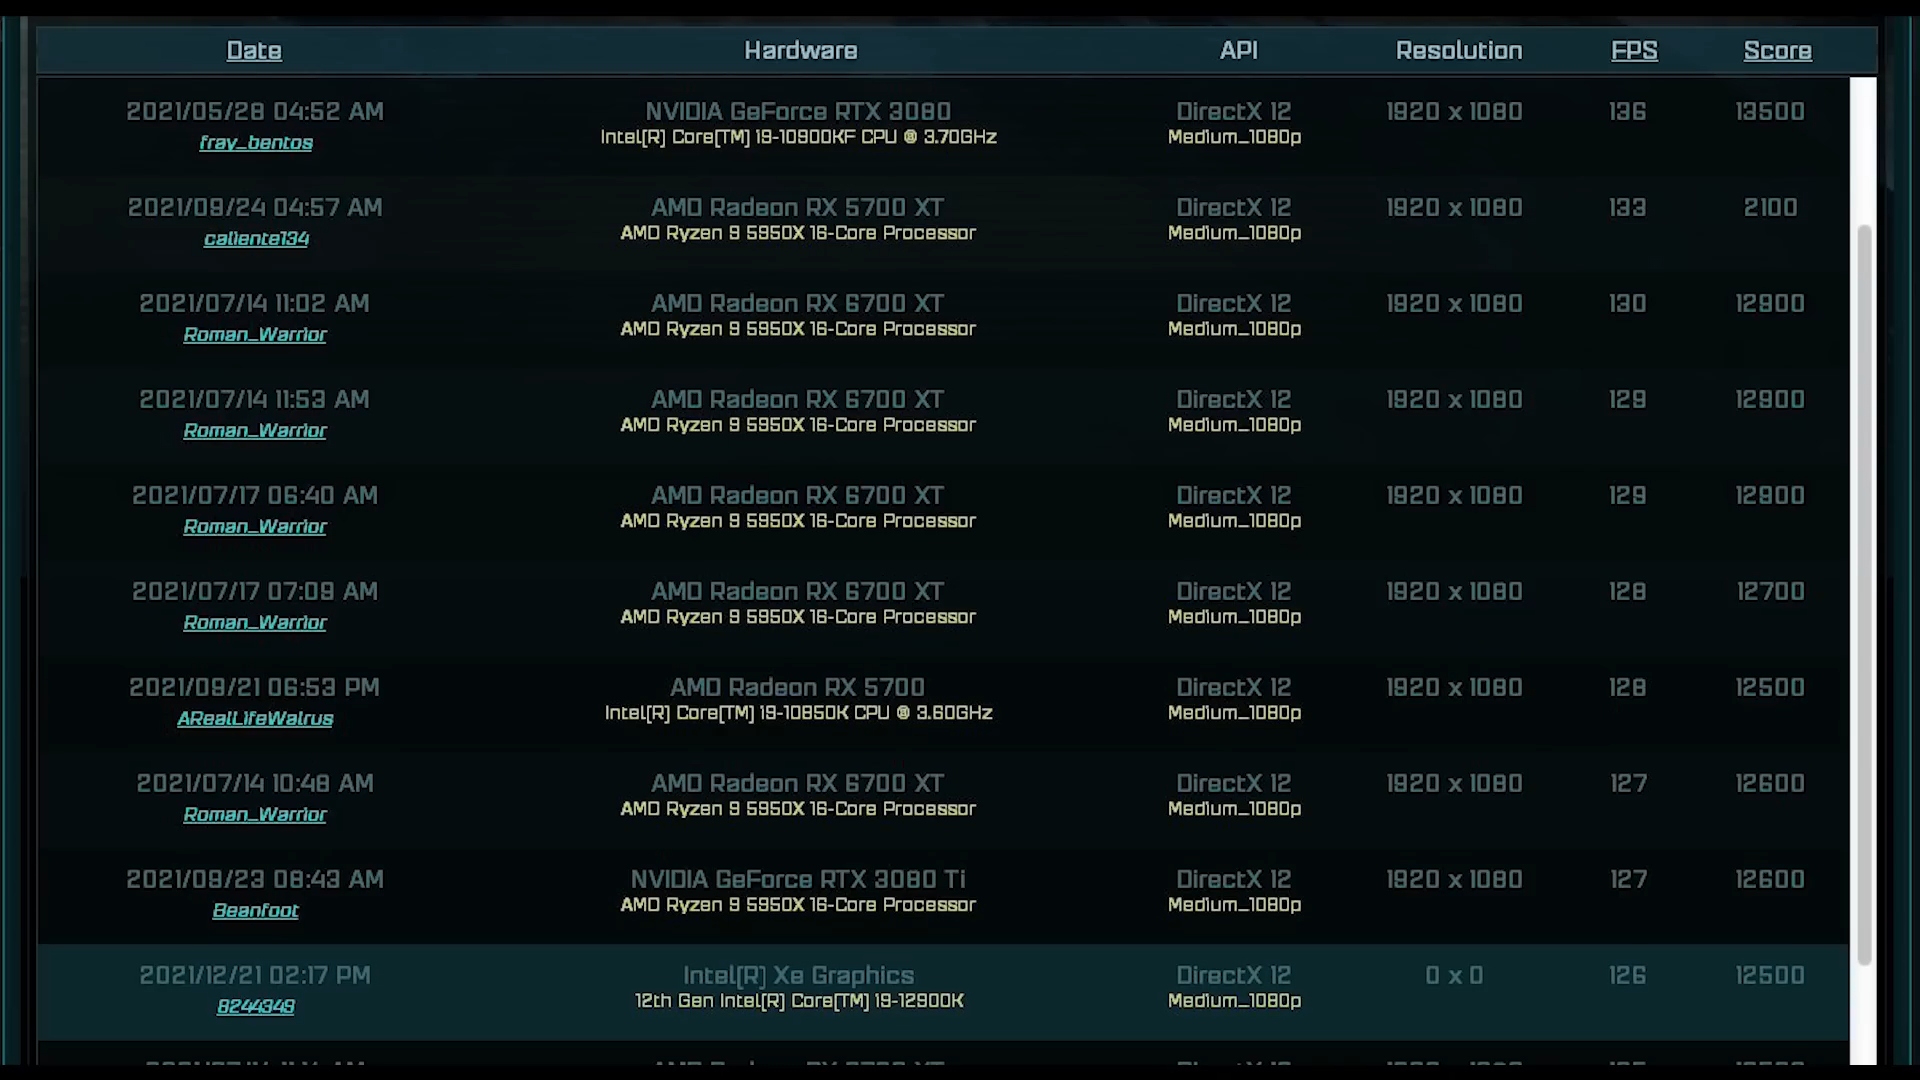 Date Hardware API Resolution FPS Score
2021/05/28 04:52 AM NVIDIA GeForce RTX 3080 DirectX 12 1920 x 1080 136 13500
fray_bentos Intel(R) Core(TM) i9-10900KF CPU @ 3.70GHz Medium_1080p
2021/09/24 04:57 AM AMD Radeon RX 5700 XT DirectX 12 1920 x 1080 133 2100
caliente134 AMD Ryzen 9 5950X 16-Core Processor Medium_1080p
2021/07/14 11:02 AM AMD Radeon RX 6700 XT DirectX 12 1920 x 1080 130 12900
Roman_Warrior AMD Ryzen 9 5950X 16-Core Processor Medium_1080p
2021/07/14 11:53 AM AMD Radeon RX 6700 XT DirectX 12 1920 x 1080 129 12900
Roman_Warrior AMD Ryzen 9 5950X 16-Core Processor Medium_1080p
2021/07/17 06:40 AM AMD Radeon RX 6700 XT DirectX 12 1920 x 1080 129 12900
Roman_Warrior AMD Ryzen 9 5950X 16-Core Processor Medium_1080p
2021/07/17 07:09 AM AMD Radeon RX 6700 XT DirectX 12 1920 x 1080 128 12700
Roman_Warrior AMD Ryzen 9 5950X 16-Core Processor Medium_1080p
2021/09/21 06:53 PM AMD Radeon RX 5700 DirectX 12 1920 x 1080 128 12500
ARealLifeWalrus Intel(R) Core(TM) i9-10850K CPU @ 3.60GHz Medium_1080p
2021/07/14 10:48 AM AMD Radeon RX 6700 XT DirectX 12 1920 x 1080 127 12600
Roman_Warrior AMD Ryzen 9 5950X 16-Core Processor Medium_1080p
2021/09/23 08:43 AM NVIDIA GeForce RTX 3080 Ti DirectX 12 1920 x 1080 127 12600
Beanfoot AMD Ryzen 9 5950X 16-Core Processor Medium_1080p
2021/12/21 02:17 PM Intel(R) Xe Graphics DirectX 12 0 x 0 126 12500
8244349 12th Gen Intel(R) Core(TM) i9-12900K Medium_1080p